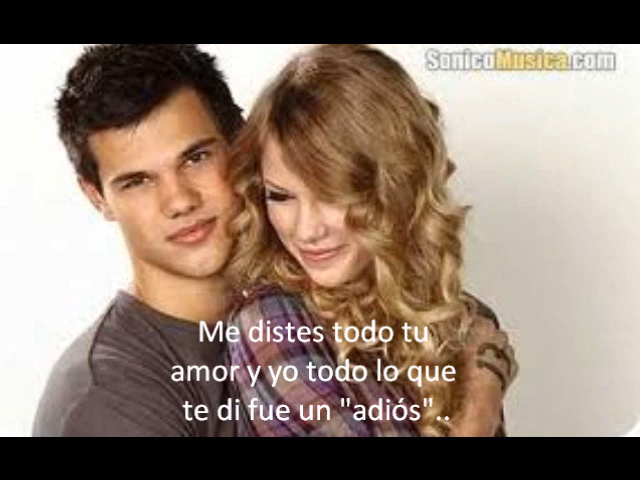 SonicoMusica.com
Me distes todo tu
amor y yo todo lo que
te di fue un "adiós"..